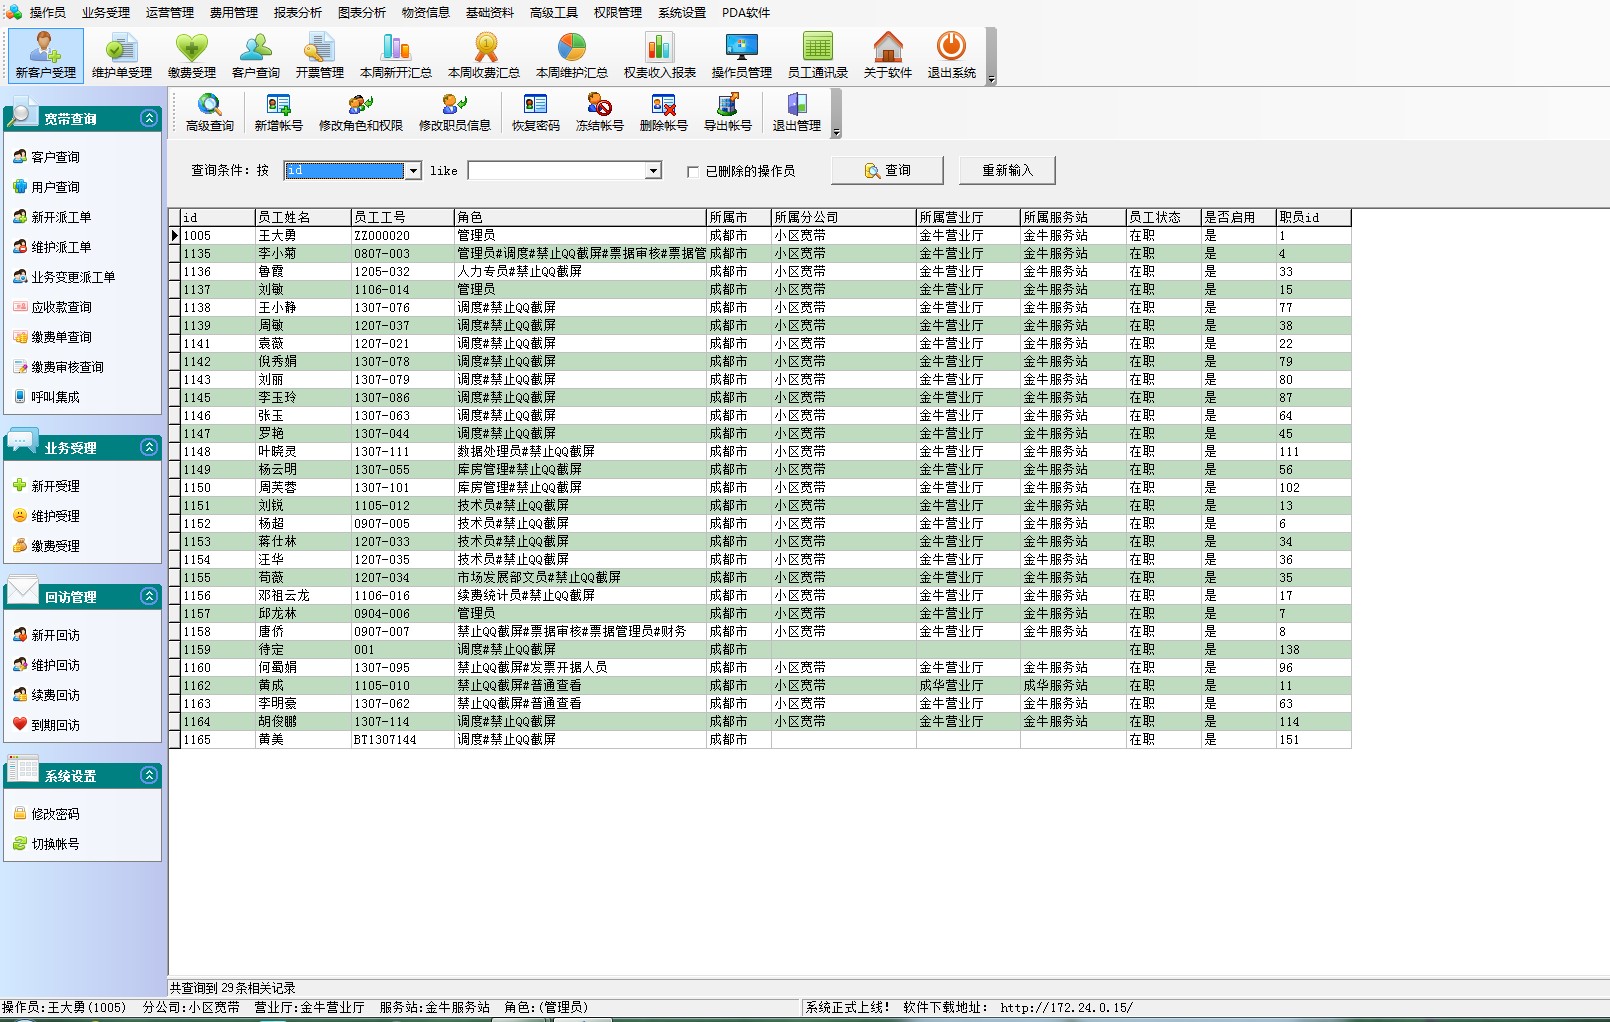 操作员 业务受理 运营管理 费用管理 报表分析 图表分析 物资信息 基础资料 高级工具 权限管理 系统设置 PDA软件
新客户受理 维护单受理 缴费受理 客户查询 开票管理 本周新开汇总 本周收费汇总 本周维护汇总 权责收入报表 操作员管理 员工通讯录 关于软件 退出系统
高级查询 新增帐号 修改角色和权限 修改职员信息 恢复密码 冻结帐号 删除帐号 导出帐号 退出管理
宽带查询
客户查询
用户查询
新开派工单
维护派工单
业务变更派工单
应收款查询
缴费单查询
缴费审核查询
呼叫集成
业务受理
新开受理
维护受理
缴费受理
回访管理
新开回访
维护回访
续费回访
到期回访
系统设置
修改密码
切换帐号
查询条件: 按 id like 已删除的操作员 查询 重新输入
id 员工姓名 员工工号 角色 所属市 所属分公司 所属营业厅 所属服务站 员工状态 是否启用 职员id
1005 王大勇 ZZ000020 管理员 成都市 小区宽带 金牛营业厅 金牛服务站 在职 是 1
1135 李小菊 0807-003 管理员#调度#禁止QQ截屏#票据审核#票据管 成都市 小区宽带 金牛营业厅 金牛服务站 在职 是 4
1136 鲁霞 1205-032 人力专员#禁止QQ截屏 成都市 小区宽带 金牛营业厅 金牛服务站 在职 是 33
1137 刘敏 1106-014 管理员 成都市 小区宽带 金牛营业厅 金牛服务站 在职 是 15
1138 王小静 1307-076 调度#禁止QQ截屏 成都市 小区宽带 金牛营业厅 金牛服务站 在职 是 77
1139 周敏 1207-037 调度#禁止QQ截屏 成都市 小区宽带 金牛营业厅 金牛服务站 在职 是 38
1141 袁薇 1207-021 调度#禁止QQ截屏 成都市 小区宽带 金牛营业厅 金牛服务站 在职 是 22
1142 倪秀娟 1307-078 调度#禁止QQ截屏 成都市 小区宽带 金牛营业厅 金牛服务站 在职 是 79
1143 刘丽 1307-079 调度#禁止QQ截屏 成都市 小区宽带 金牛营业厅 金牛服务站 在职 是 80
1145 李玉玲 1307-086 调度#禁止QQ截屏 成都市 小区宽带 金牛营业厅 金牛服务站 在职 是 87
1146 张玉 1307-063 调度#禁止QQ截屏 成都市 小区宽带 金牛营业厅 金牛服务站 在职 是 64
1147 罗艳 1307-044 调度#禁止QQ截屏 成都市 小区宽带 金牛营业厅 金牛服务站 在职 是 45
1148 叶晓灵 1307-111 数据处理员#禁止QQ截屏 成都市 小区宽带 金牛营业厅 金牛服务站 在职 是 111
1149 杨云明 1307-055 库房管理#禁止QQ截屏 成都市 小区宽带 金牛营业厅 金牛服务站 在职 是 56
1150 周芙蓉 1307-101 库房管理#禁止QQ截屏 成都市 小区宽带 金牛营业厅 金牛服务站 在职 是 102
1151 刘锐 1105-012 技术员#禁止QQ截屏 成都市 小区宽带 金牛营业厅 金牛服务站 在职 是 13
1152 杨超 0907-005 技术员#禁止QQ截屏 成都市 小区宽带 金牛营业厅 金牛服务站 在职 是 6
1153 蒋仕林 1207-033 技术员#禁止QQ截屏 成都市 小区宽带 金牛营业厅 金牛服务站 在职 是 34
1154 汪华 1207-035 技术员#禁止QQ截屏 成都市 小区宽带 金牛营业厅 金牛服务站 在职 是 36
1155 荀薇 1207-034 市场发展部文员#禁止QQ截屏 成都市 小区宽带 金牛营业厅 金牛服务站 在职 是 35
1156 邓祖云龙 1106-016 续费统计员#禁止QQ截屏 成都市 小区宽带 金牛营业厅 金牛服务站 在职 是 17
1157 邱龙林 0904-006 管理员 成都市 小区宽带 金牛营业厅 金牛服务站 在职 是 7
1158 唐侨 0907-007 禁止QQ截屏#票据审核#票据管理员#财务 成都市 小区宽带 金牛营业厅 金牛服务站 在职 是 8
1159 待定 001 调度#禁止QQ截屏 成都市 在职 是 138
1160 何蜀娟 1307-095 禁止QQ截屏#发票开据人员 成都市 小区宽带 金牛营业厅 金牛服务站 在职 是 96
1162 黄成 1105-010 禁止QQ截屏#普通查看 成都市 小区宽带 成华营业厅 成华服务站 在职 是 11
1163 李明豪 1307-062 禁止QQ截屏#普通查看 成都市 小区宽带 金牛营业厅 金牛服务站 在职 是 63
1164 胡俊鹏 1307-114 调度#禁止QQ截屏 成都市 小区宽带 金牛营业厅 金牛服务站 在职 是 114
1165 黄美 BT1307144 调度#禁止QQ截屏 成都市 在职 是 151
共查询到 29 条相关记录
操作员:王大勇(1005) 分公司:小区宽带 营业厅:金牛营业厅 服务站:金牛服务站 角色:(管理员) 系统正式上线! 软件下载地址: http://172.24.0.15/